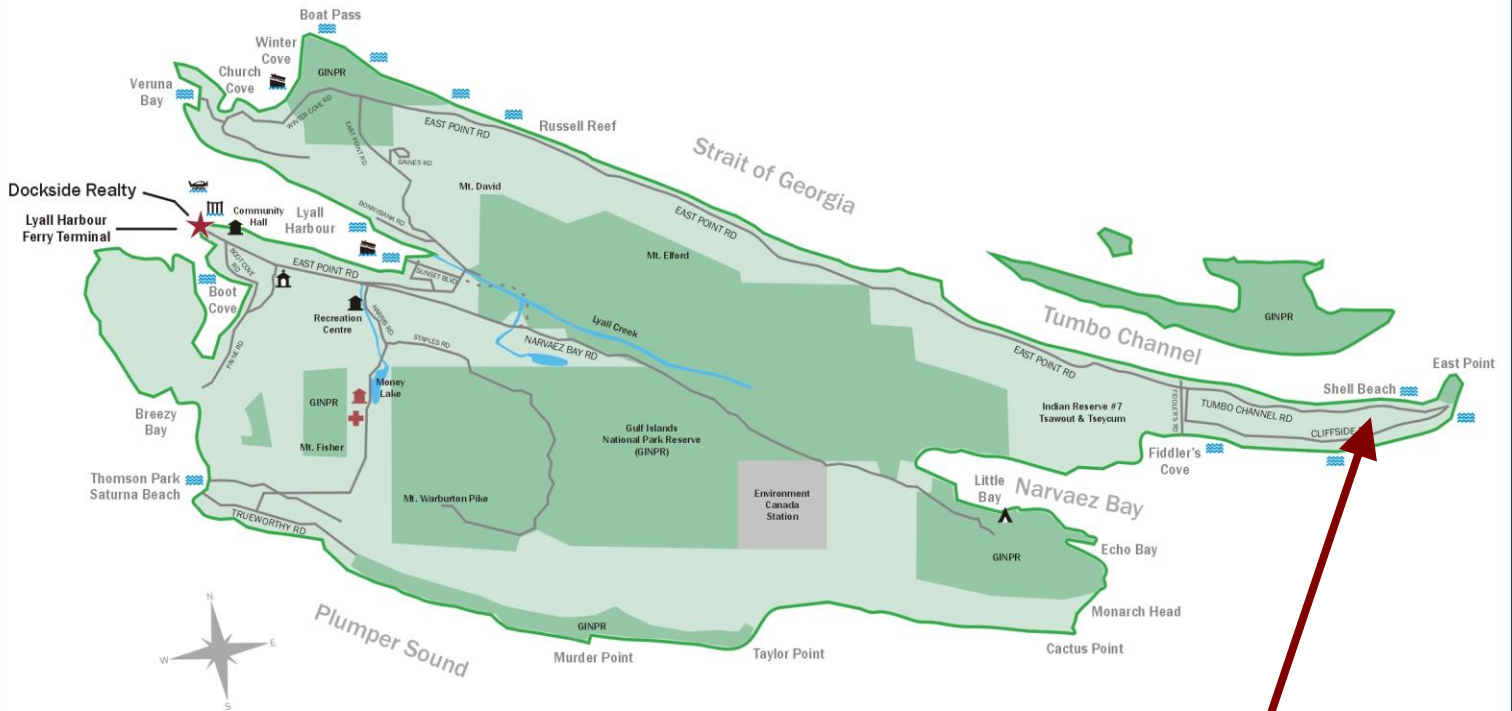 Boat Pass
Winter
Cove
Church
Cove
GINPR
Veruna
Bay
WINTER COVE RD
EAST POINT RD
EAST POINT RD
Russell Reef
GAINES RD
Strait of Georgia
Mt. David
Dockside Realty
Lyall Harbour
Ferry Terminal
Community
Hall
Lyall
Harbour
BONNYBANK RD
EAST POINT RD
Mt. Elford
BOOT COVE
RD
EAST POINT RD
SUNSET BLVD
Boot
Cove
Recreation
Centre
HARRIS RD
STAPLES RD
NARVAEZ BAY RD
Lyall Creek
Tumbo Channel
GINPR
EAST POINT RD
East Point
Shell Beach
PAYNE RD
Money
Lake
GINPR
Breezy
Bay
Mt. Fisher
Gulf Islands
National Park Reserve
(GINPR)
Indian Reserve #7
Tsawout & Tseycum
FIDDLER'S RD
TUMBO CHANNEL RD
CLIFFSIDE
Fiddler's
Cove
Thomson Park
Saturna Beach
Mt. Warburton Pike
Environment
Canada
Station
Little
Bay
Narvaez Bay
TRUEWORTHY RD
GINPR
Echo Bay
Monarch Head
Cactus Point
N
W
E
S
Plumper Sound
GINPR
Murder Point
Taylor Point